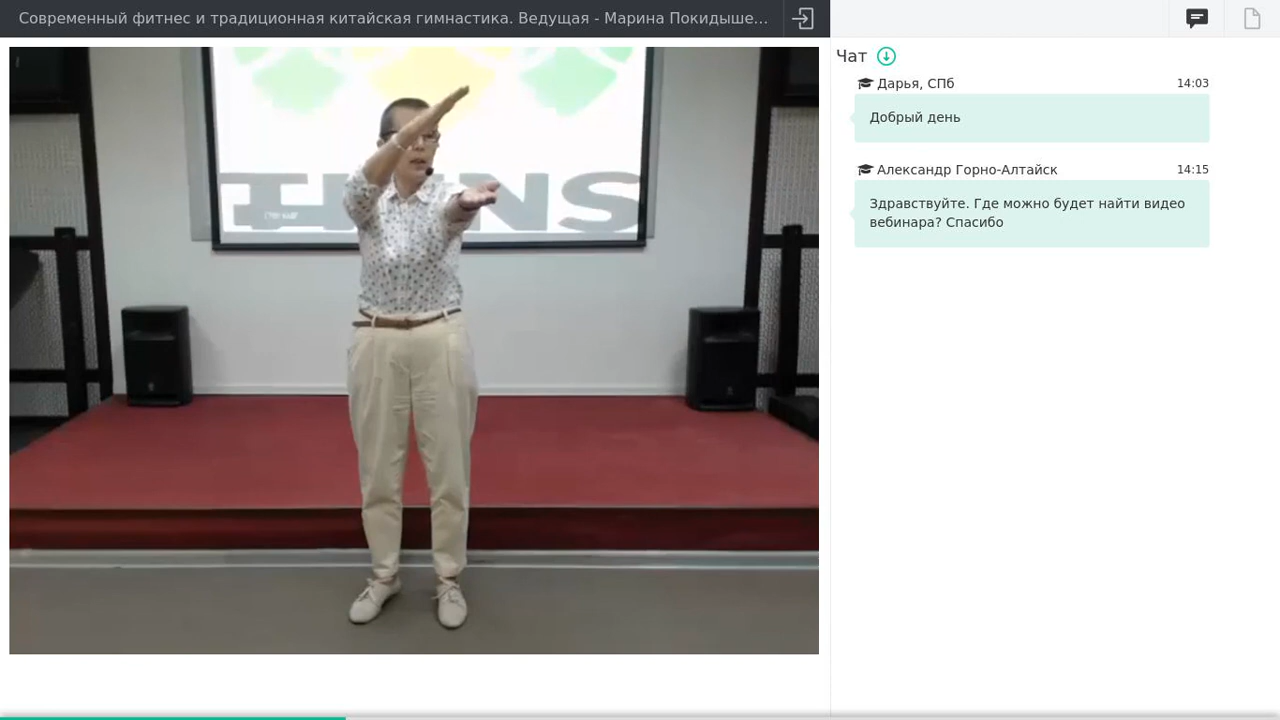 Современный фитнес и традиционная китайская гимнастика. Ведущая - Марина Покидыше...
Чат
Дарья, СПб 14:03
Добрый день
Александр Горно-Алтайск 14:15
Здравствуйте. Где можно будет найти видео
вебинара? Спасибо